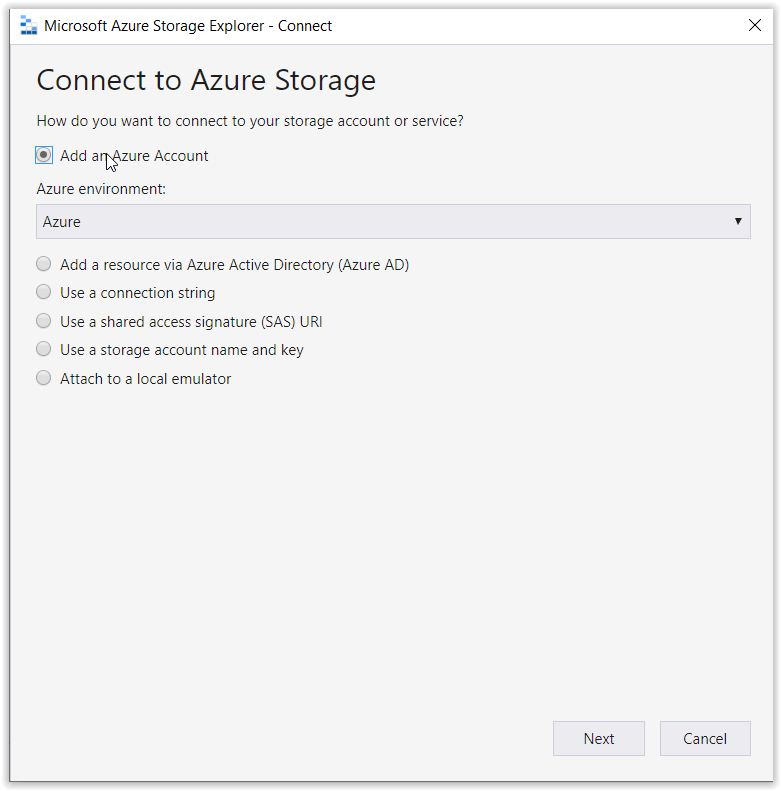 Microsoft Azure Storage Explorer - Connect
Connect to Azure Storage
How do you want to connect to your storage account or service?
Add an Azure Account
Azure environment:
Azure
Add a resource via Azure Active Directory (Azure AD)
Use a connection string
Use a shared access signature (SAS) URI
Use a storage account name and key
Attach to a local emulator
Next Cancel